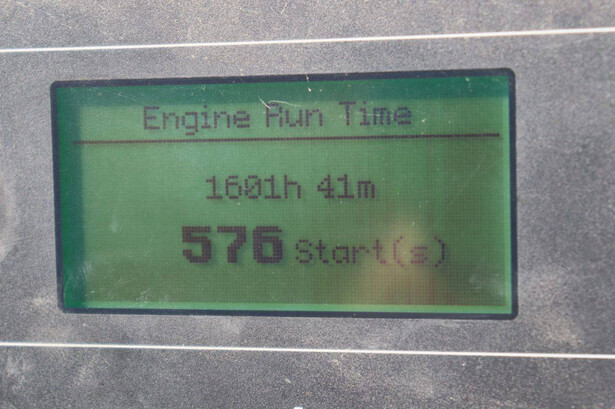 Engine Run Time
1601h 41m
576 Start(s)